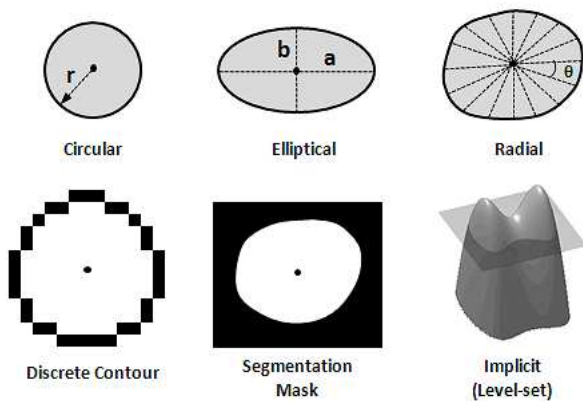 r
b
a
θ
Circular
Elliptical
Radial
Discrete Contour
Segmentation
Mask
Implicit
(Level-set)